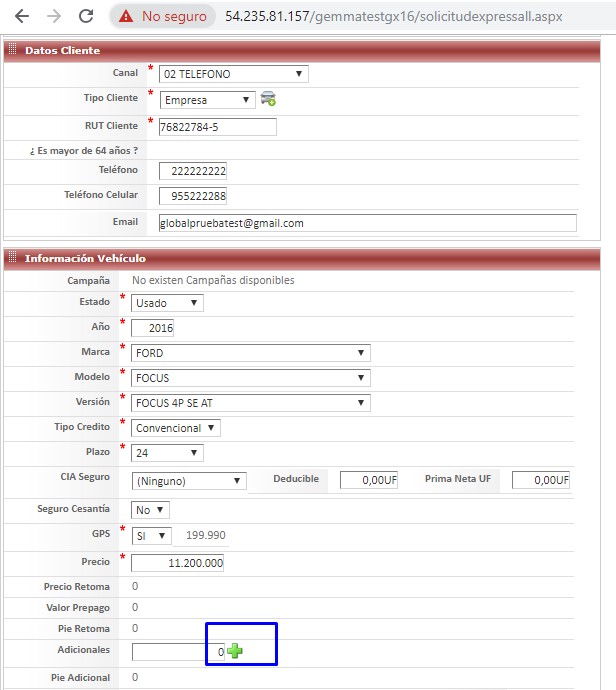 No seguro 54.235.81.157/gemmatestgx16/solicitudexpressall.aspx
Datos Cliente
Canal * 02 TELEFONO
Tipo Cliente * Empresa
RUT Cliente * 76822784-5
¿ Es mayor de 64 años ?
Teléfono 222222222
Teléfono Celular 955222288
Email globalpruebatest@gmail.com
Información Vehículo
Campaña No existen Campañas disponibles
Estado * Usado
Año * 2016
Marca * FORD
Modelo * FOCUS
Versión * FOCUS 4P SE AT
Tipo Credito * Convencional
Plazo * 24
CIA Seguro (Ninguno) Deducible 0,00UF Prima Neta UF 0,00UF
Seguro Cesantía No
GPS * SI 199.990
Precio * 11.200.000
Precio Retoma 0
Valor Prepago 0
Pie Retoma 0
Adicionales 0
Pie Adicional 0